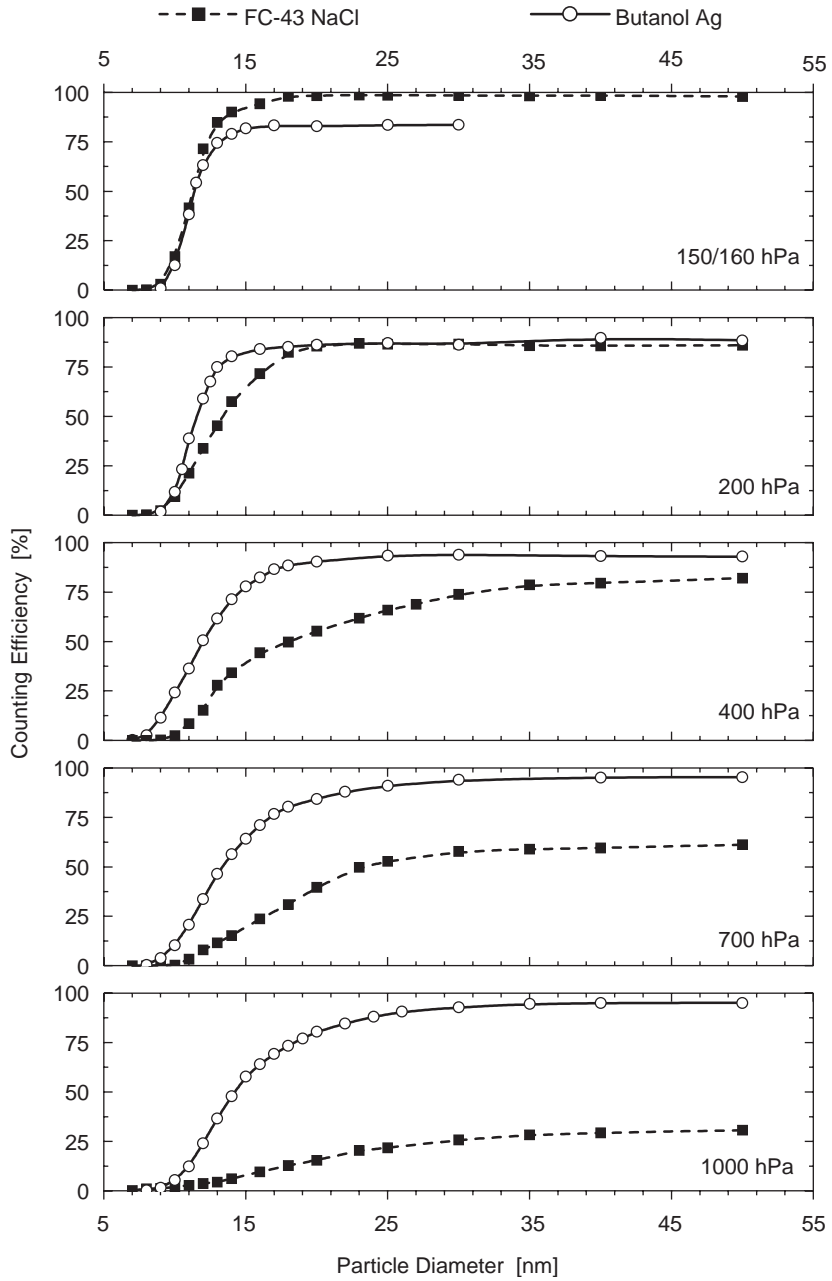 FC-43 NaCl Butanol Ag
5 15 25 35 45 55
100
75
50
25
0
150/160 hPa
100
75
50
25
0
200 hPa
100
75
50
25
0
400 hPa
100
75
50
25
0
700 hPa
100
75
50
25
0
1000 hPa
5 15 25 35 45 55
Counting Efficiency [%]
Particle Diameter [nm]